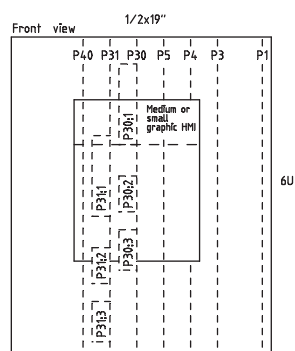 1/2x19"
Front view
P40 P31 P30 P5 P4 P3 P1
Medium or
small
graphic HMI
P30:1
6U
P31:1
P30:2
P31:2
P30:3
P31:3